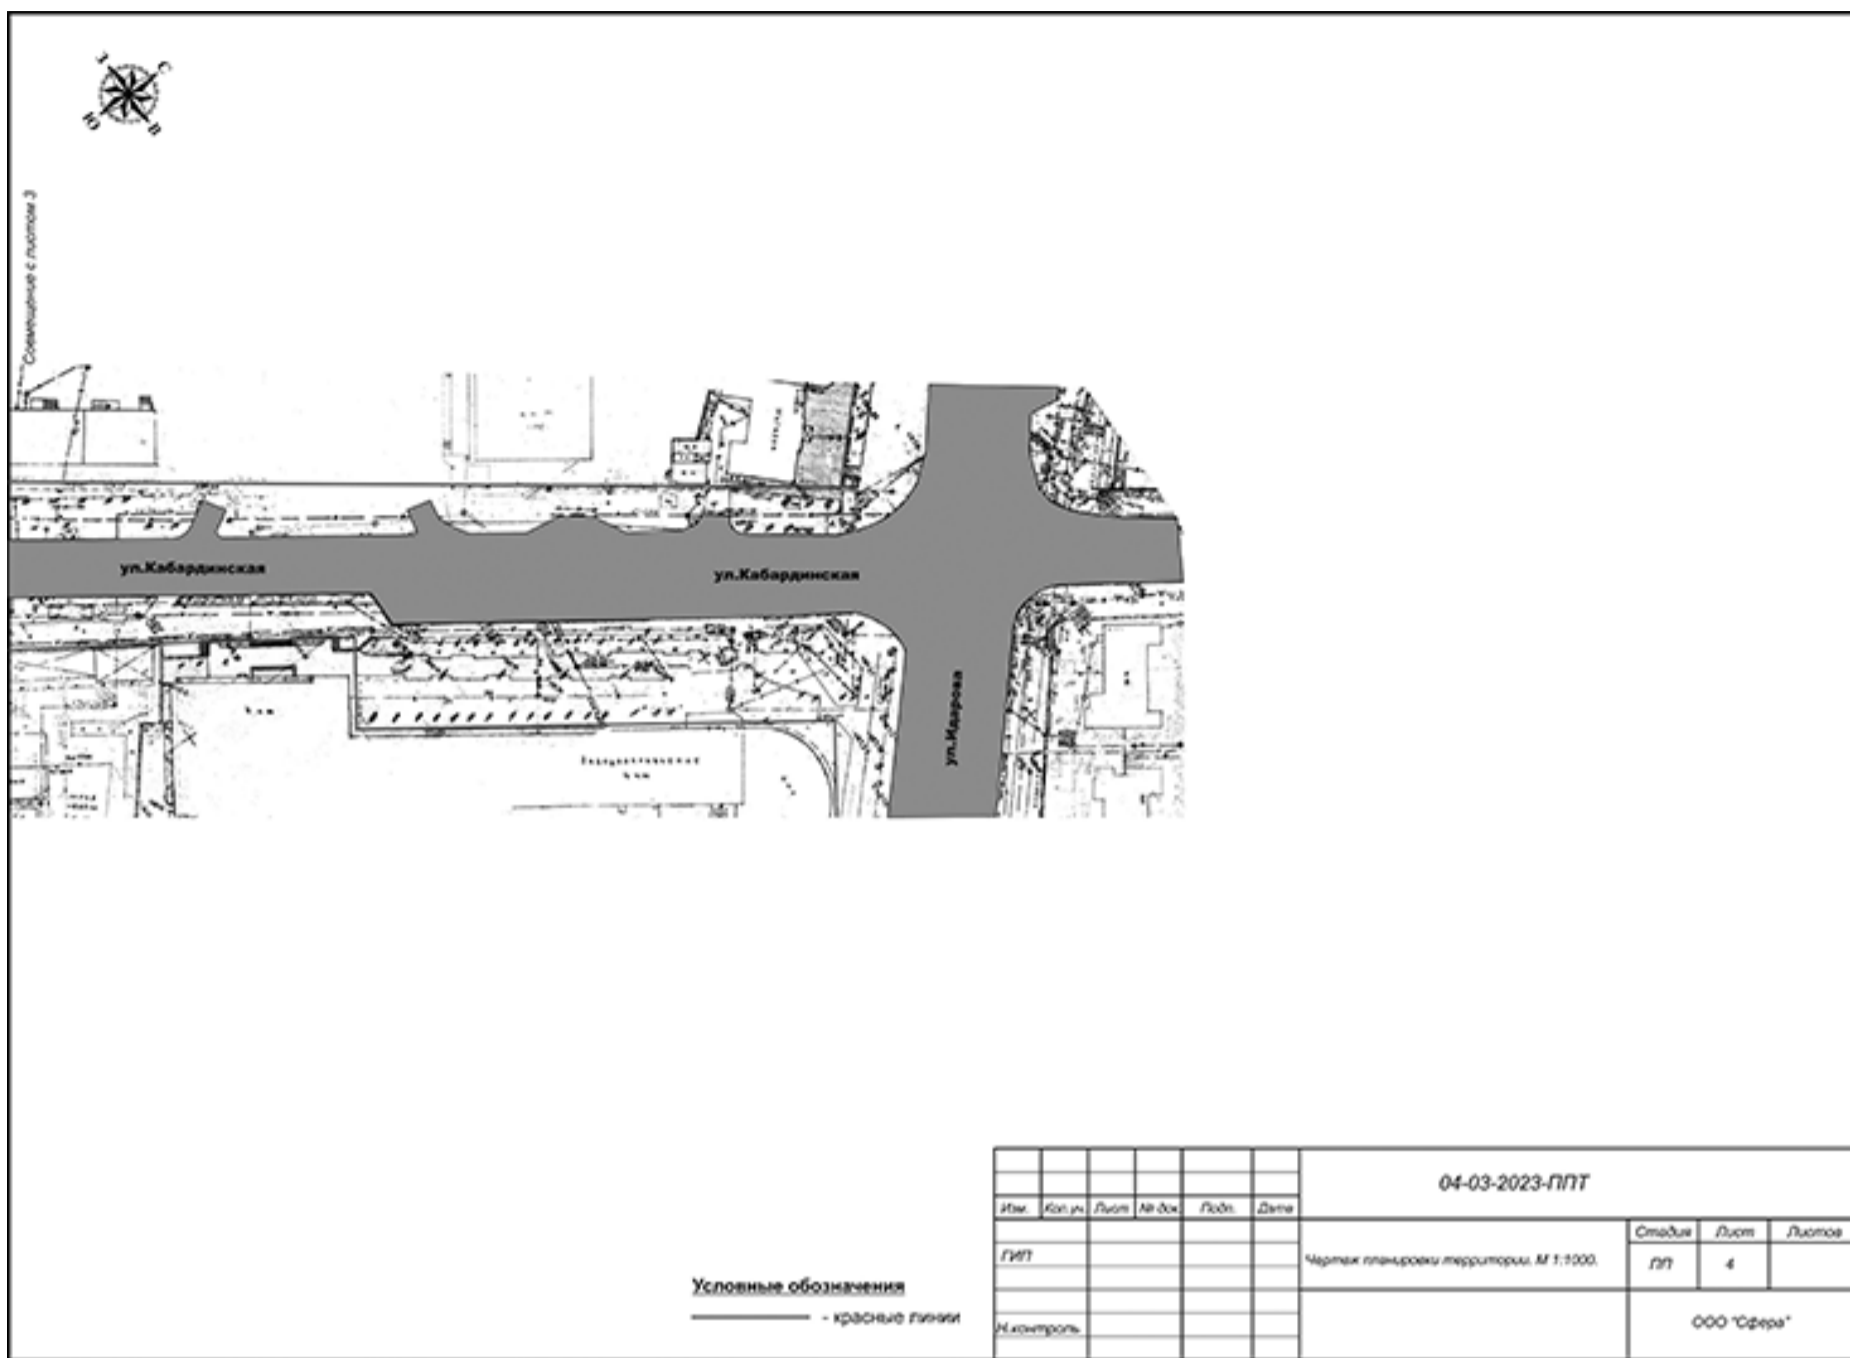 З
С
Ю
В
Совмещение с листом 3
ул.Кабардинская
ул.Кабардинская
ул.Идарова
Условные обозначения
- красные линии
04-03-2023-ППТ
Изм. Кол.уч. Лист № док. Подп. Дата
Стадия Лист Листов
ГИП
Чертеж планировки территории. М 1:1000.
ПП 4
Н.контроль
ООО "Сфера"